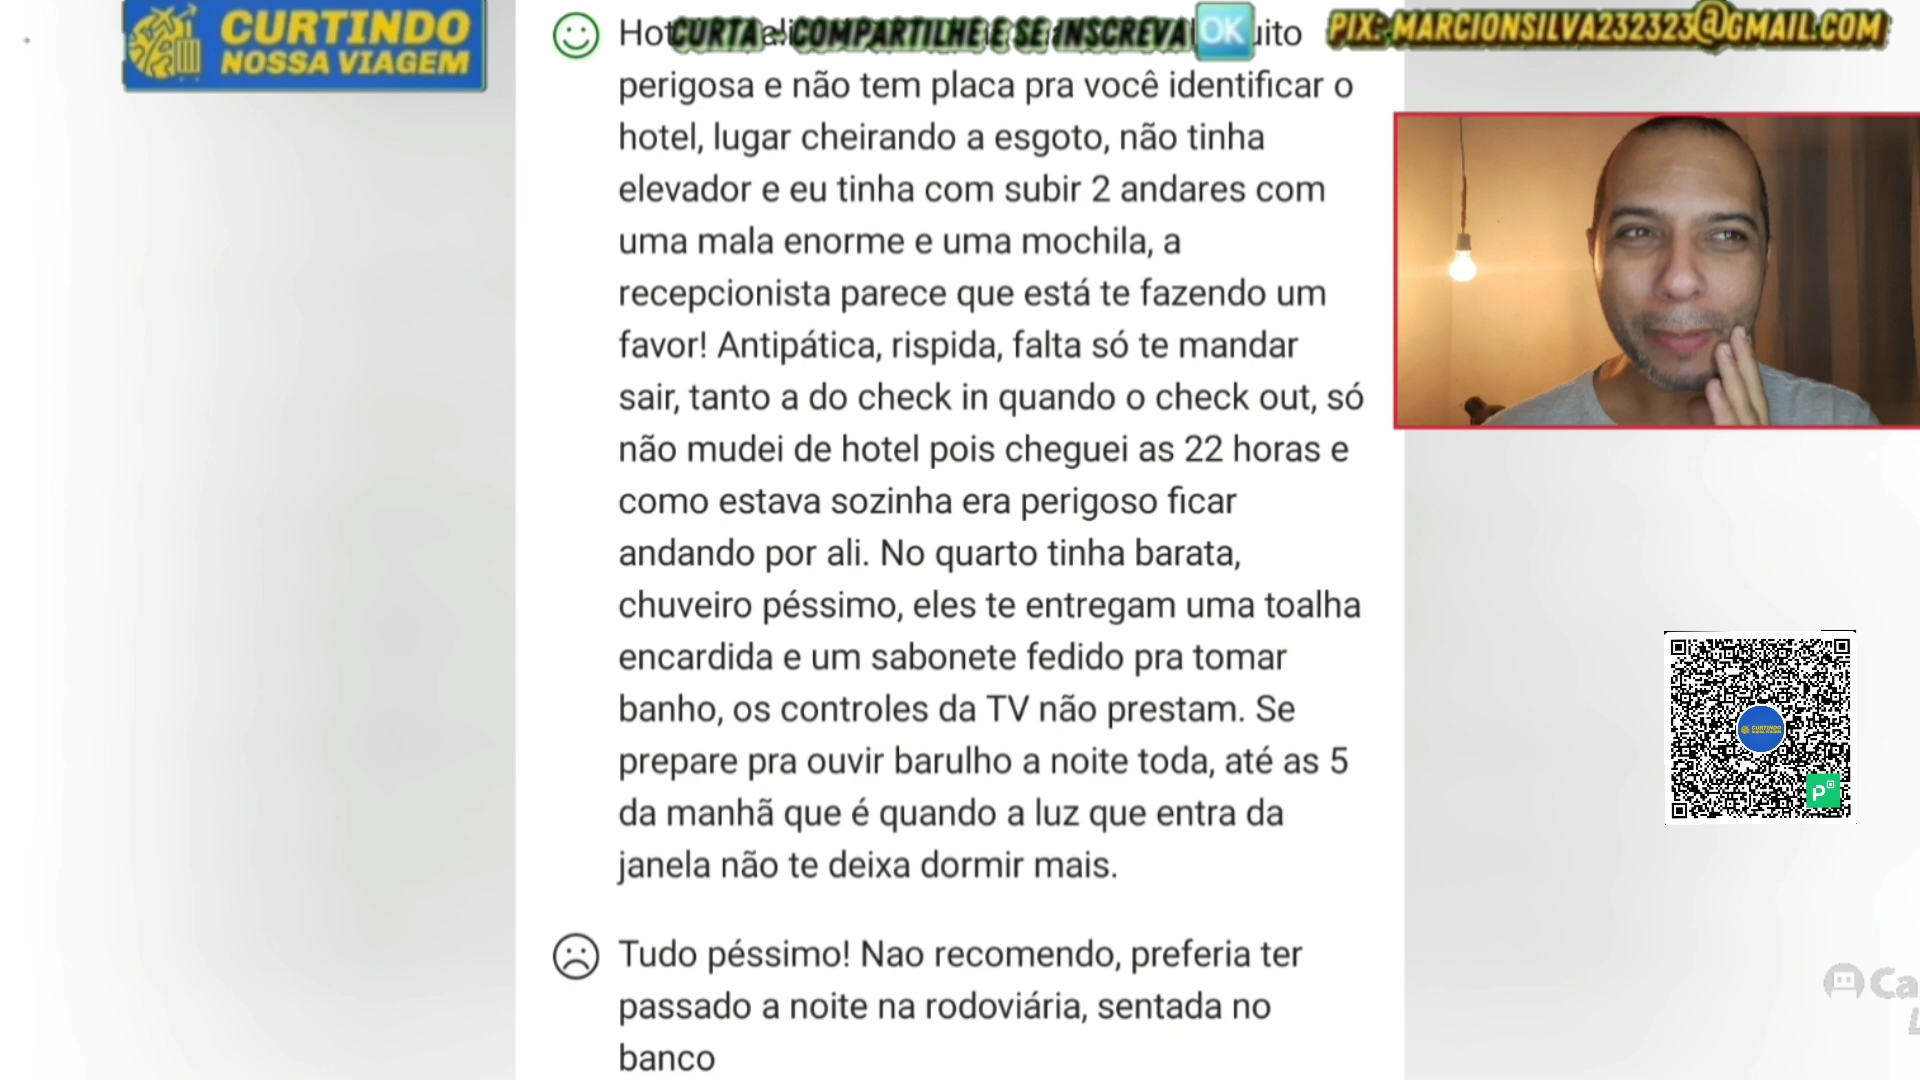 CURTINDO
NOSSA VIAGEM
CURTA - COMPARTILHE E SE INSCREVA OK
PIX: MARCIONSILVA232323@GMAIL.COM
perigosa e não tem placa pra você identificar o
hotel, lugar cheirando a esgoto, não tinha
elevador e eu tinha com subir 2 andares com
uma mala enorme e uma mochila, a
recepcionista parece que está te fazendo um
favor! Antipática, rispida, falta só te mandar
sair, tanto a do check in quando o check out, só
não mudei de hotel pois cheguei as 22 horas e
como estava sozinha era perigoso ficar
andando por ali. No quarto tinha barata,
chuveiro péssimo, eles te entregam uma toalha
encardida e um sabonete fedido pra tomar
banho, os controles da TV não prestam. Se
prepare pra ouvir barulho a noite toda, até as 5
da manhã que é quando a luz que entra da
janela não te deixa dormir mais.
Tudo péssimo! Nao recomendo, preferia ter
passado a noite na rodoviária, sentada no
banco
CURTINDO
NOSSA VIAGEM
P
Ca